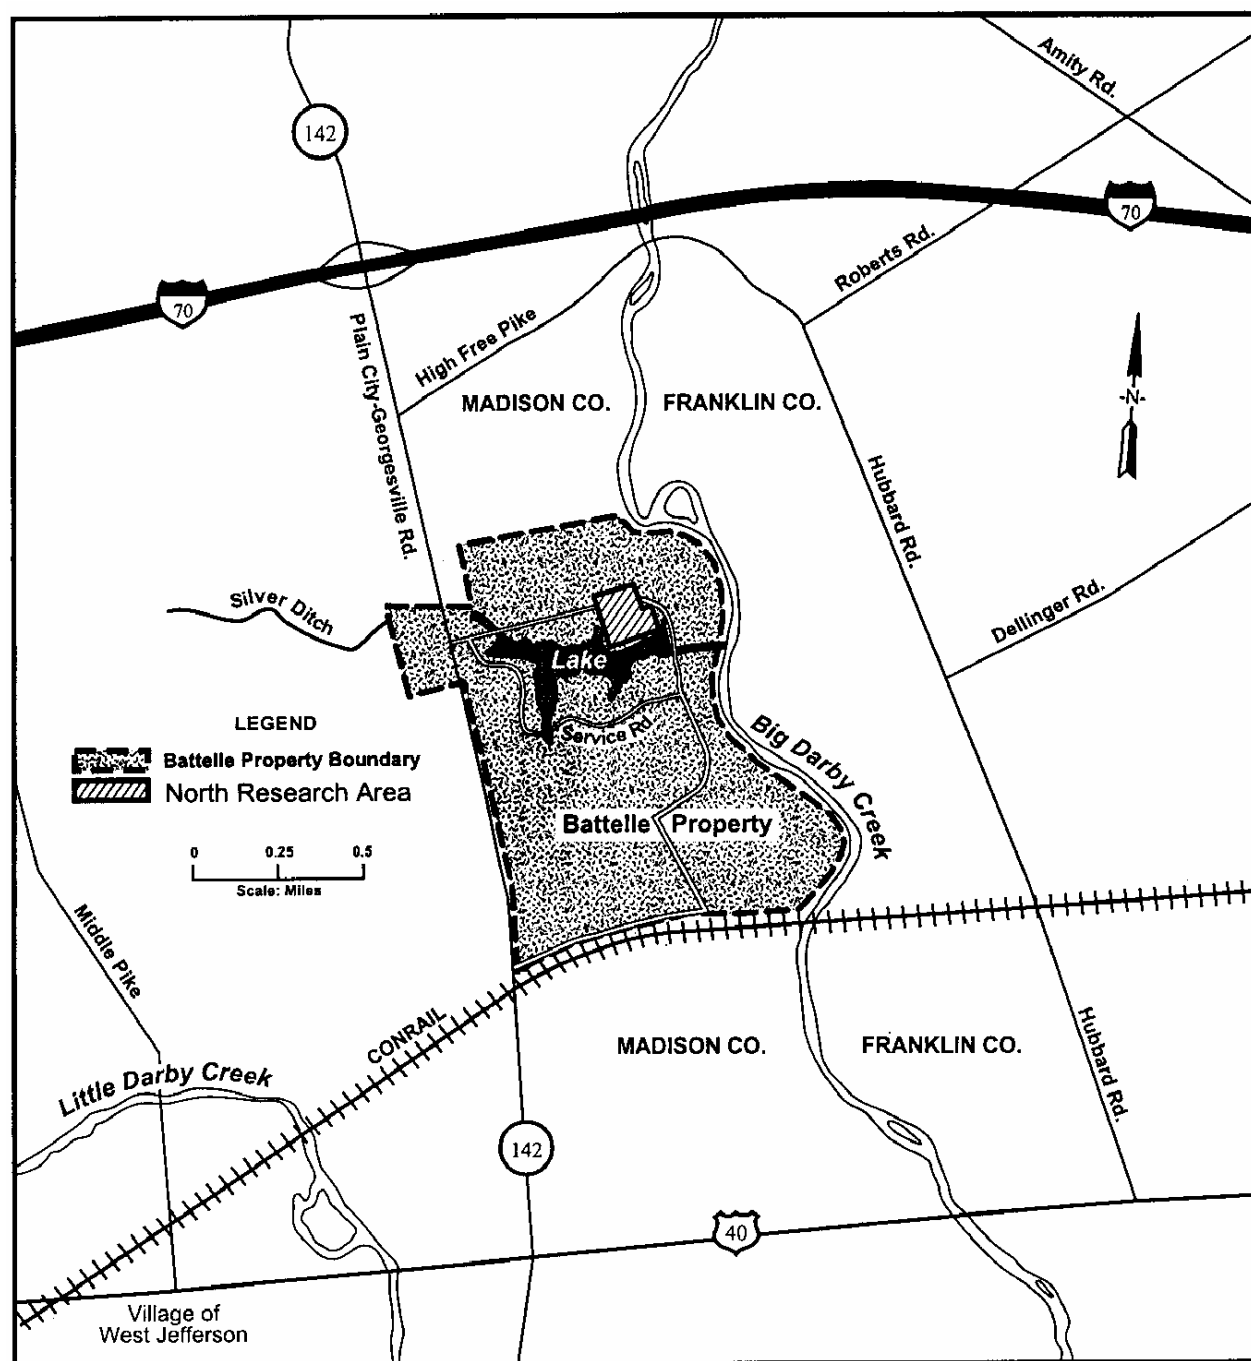 Amity Rd.
142
70
Roberts Rd.
70
Plain City-Georgesville Rd.
High Free Pike
-N-
MADISON CO.
FRANKLIN CO.
Hubbard Rd.
Silver Ditch
Dellinger Rd.
Lake
LEGEND
Service Rd.
Big Darby Creek
Battelle Property Boundary
North Research Area
Battelle Property
0 0.25 0.5
Scale: Miles
Middle Pike
CONRAIL
MADISON CO.
FRANKLIN CO.
Hubbard Rd.
Little Darby Creek
142
40
Village of
West Jefferson